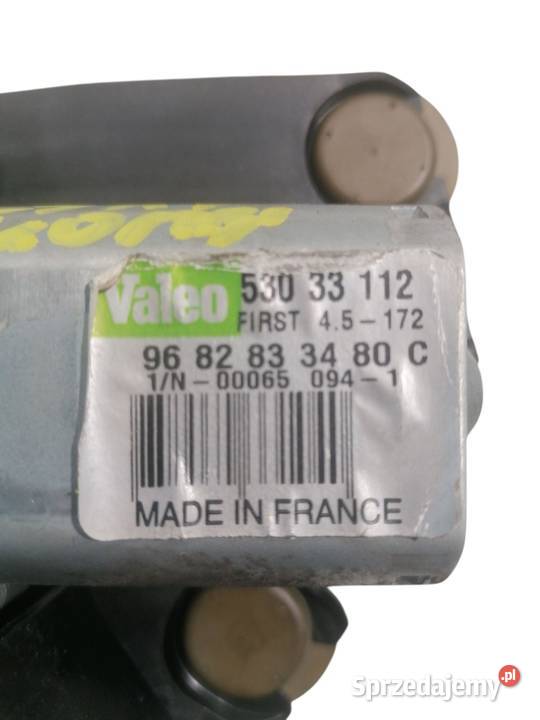 Valeo 530 33 112
FIRST 4.5-172
96 82 83 34 80 C
1/N-00065 094-1
MADE IN FRANCE
Sprzedajemy.pl